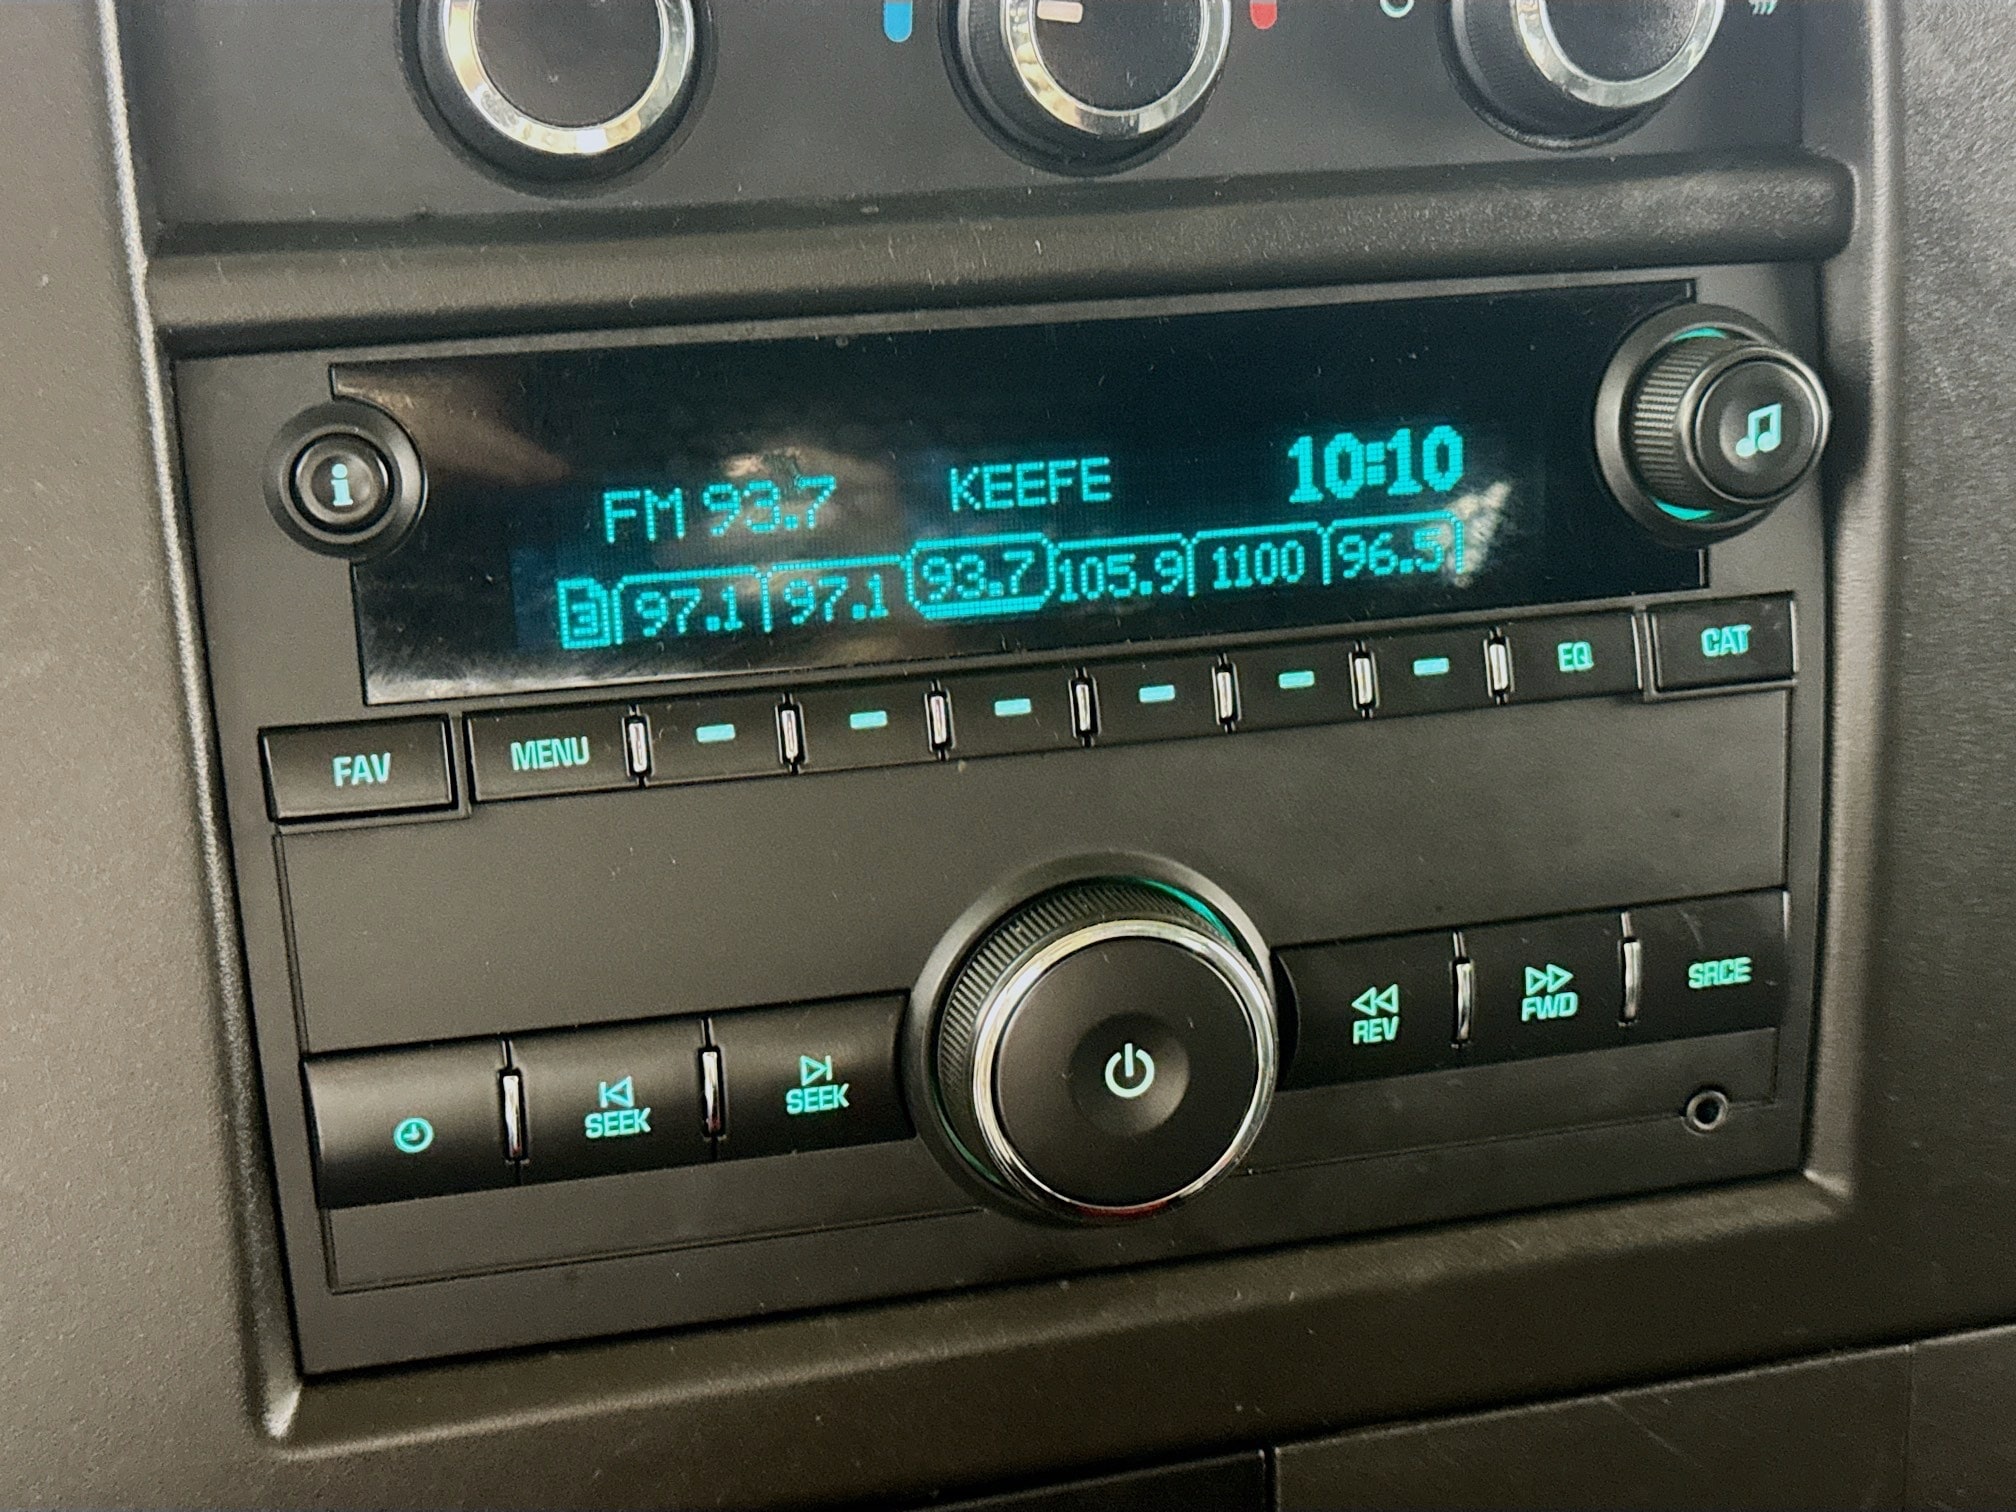 FM 93.7 KEEFE 10:10
3 97.1 97.1 93.7 105.9 1100 96.5
i
FAV MENU EQ CAT
SEEK SEEK REV FWD SRCE